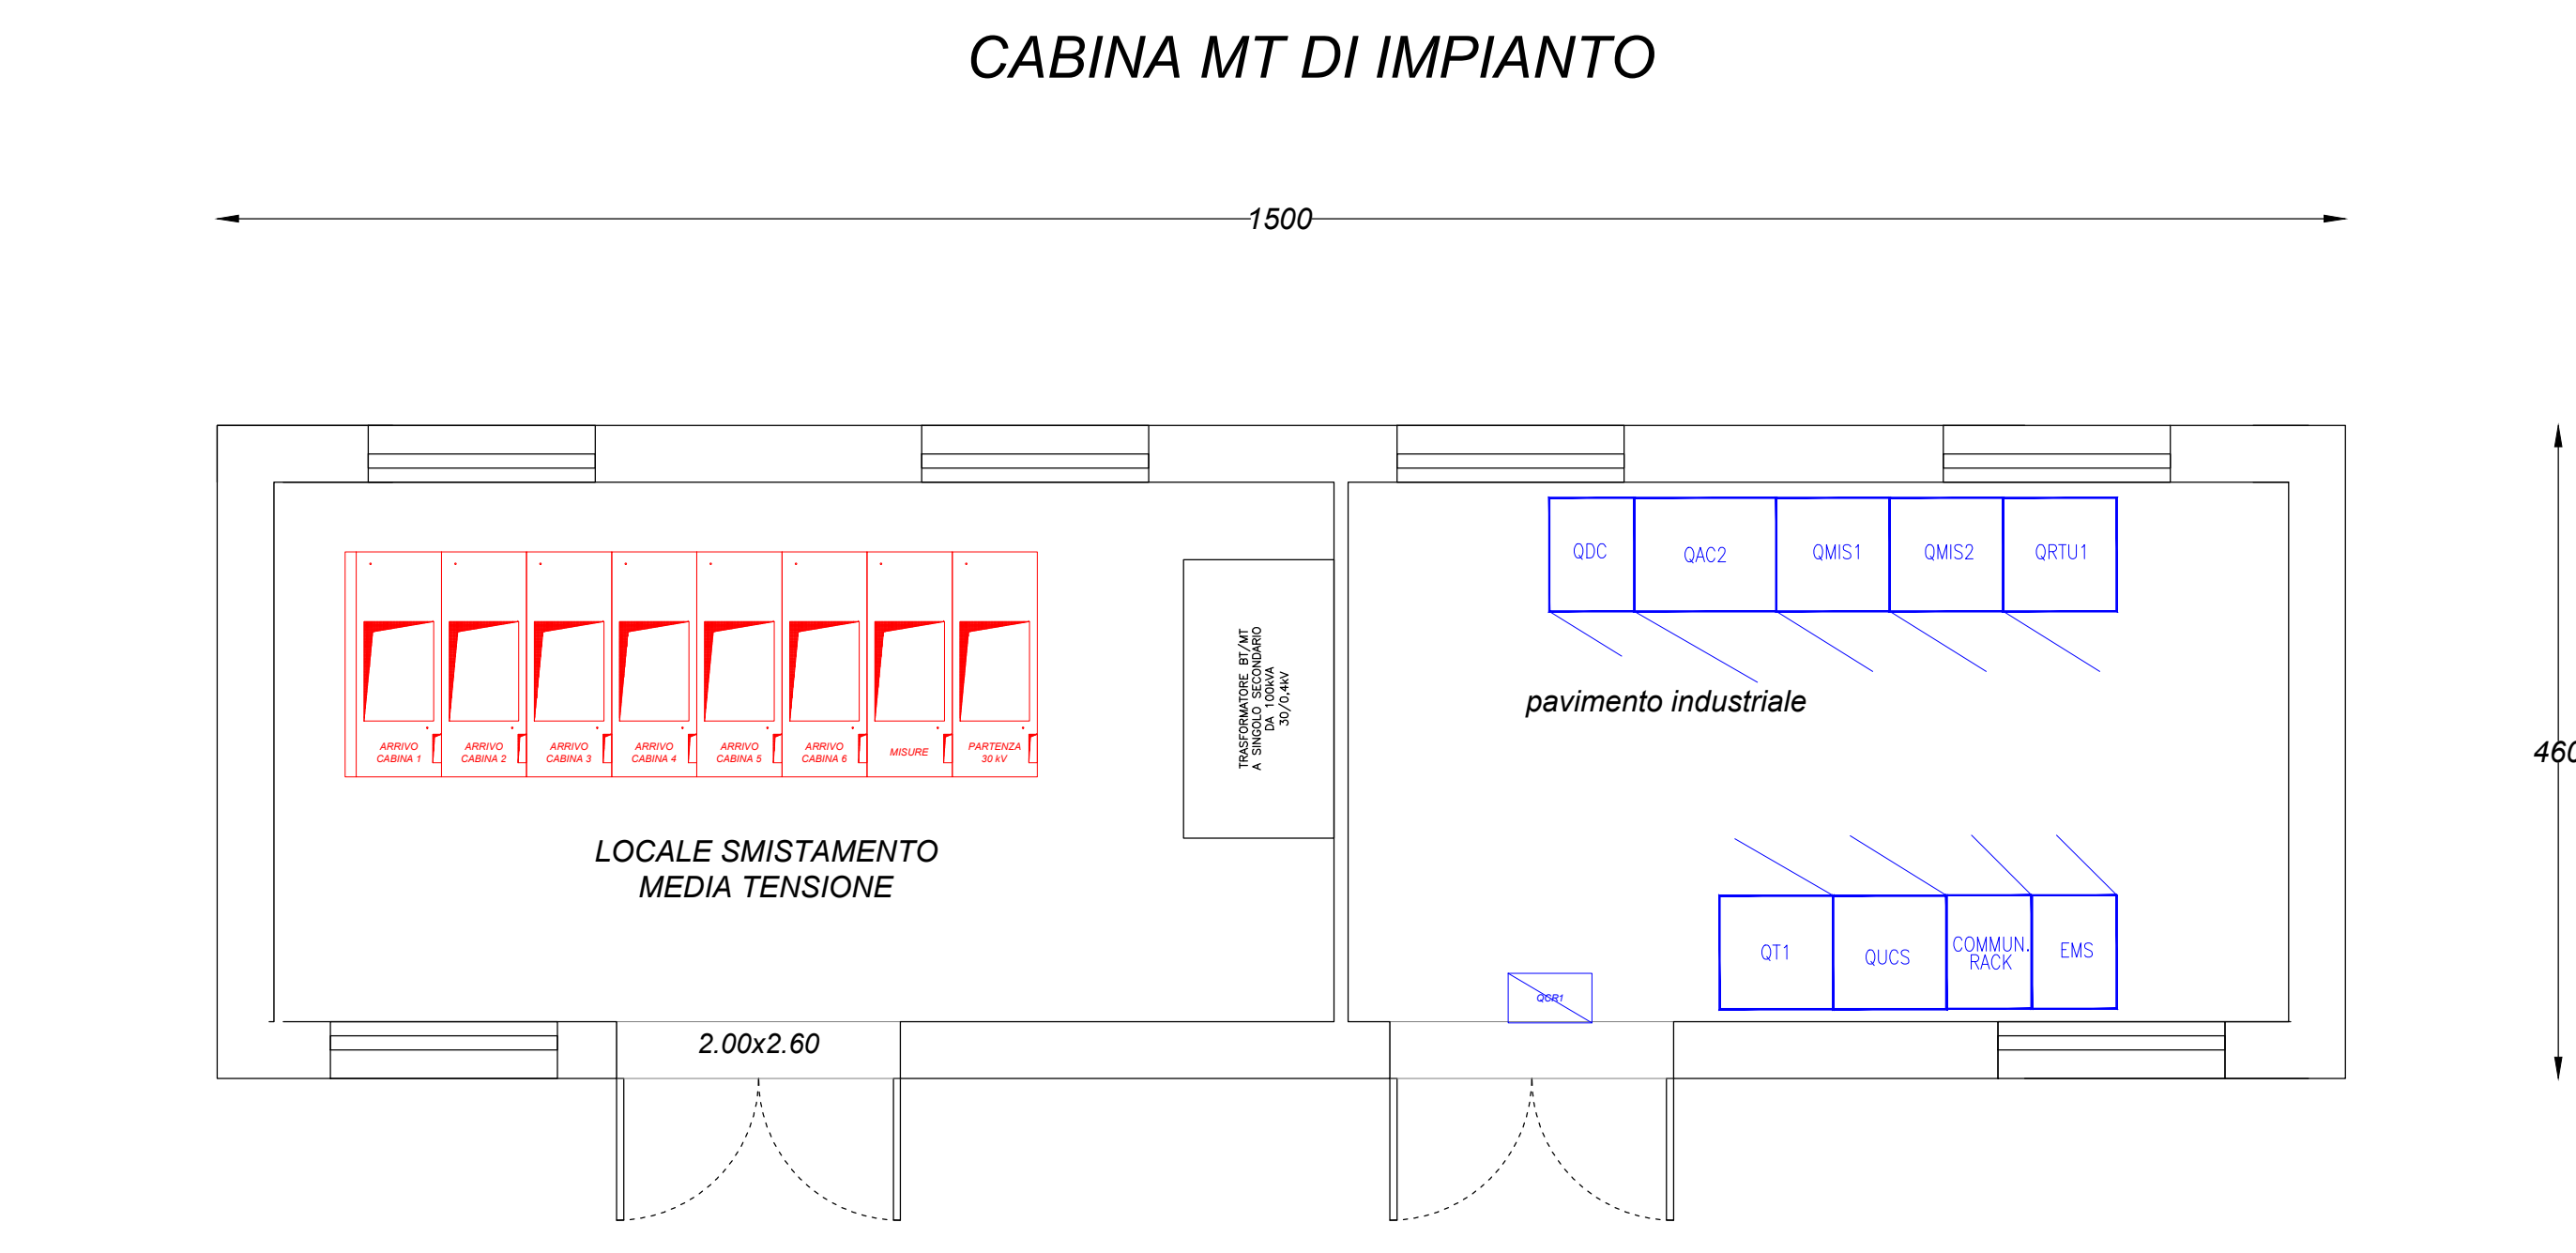 CABINA MT DI IMPIANTO
1500
QDC
QAC2
QMIS1
QMIS2
QRTU1
TRASFORMATORE BT/MT
A SINGOLO SECONDARIO
DA 100kVA
30/0,4kV
pavimento industriale
ARRIVO
CABINA 1
ARRIVO
CABINA 2
ARRIVO
CABINA 3
ARRIVO
CABINA 4
ARRIVO
CABINA 5
ARRIVO
CABINA 6
MISURE
PARTENZA
30 kV
460
LOCALE SMISTAMENTO
MEDIA TENSIONE
QT1
QUCS
COMMUN.
RACK
EMS
QCR1
2.00x2.60